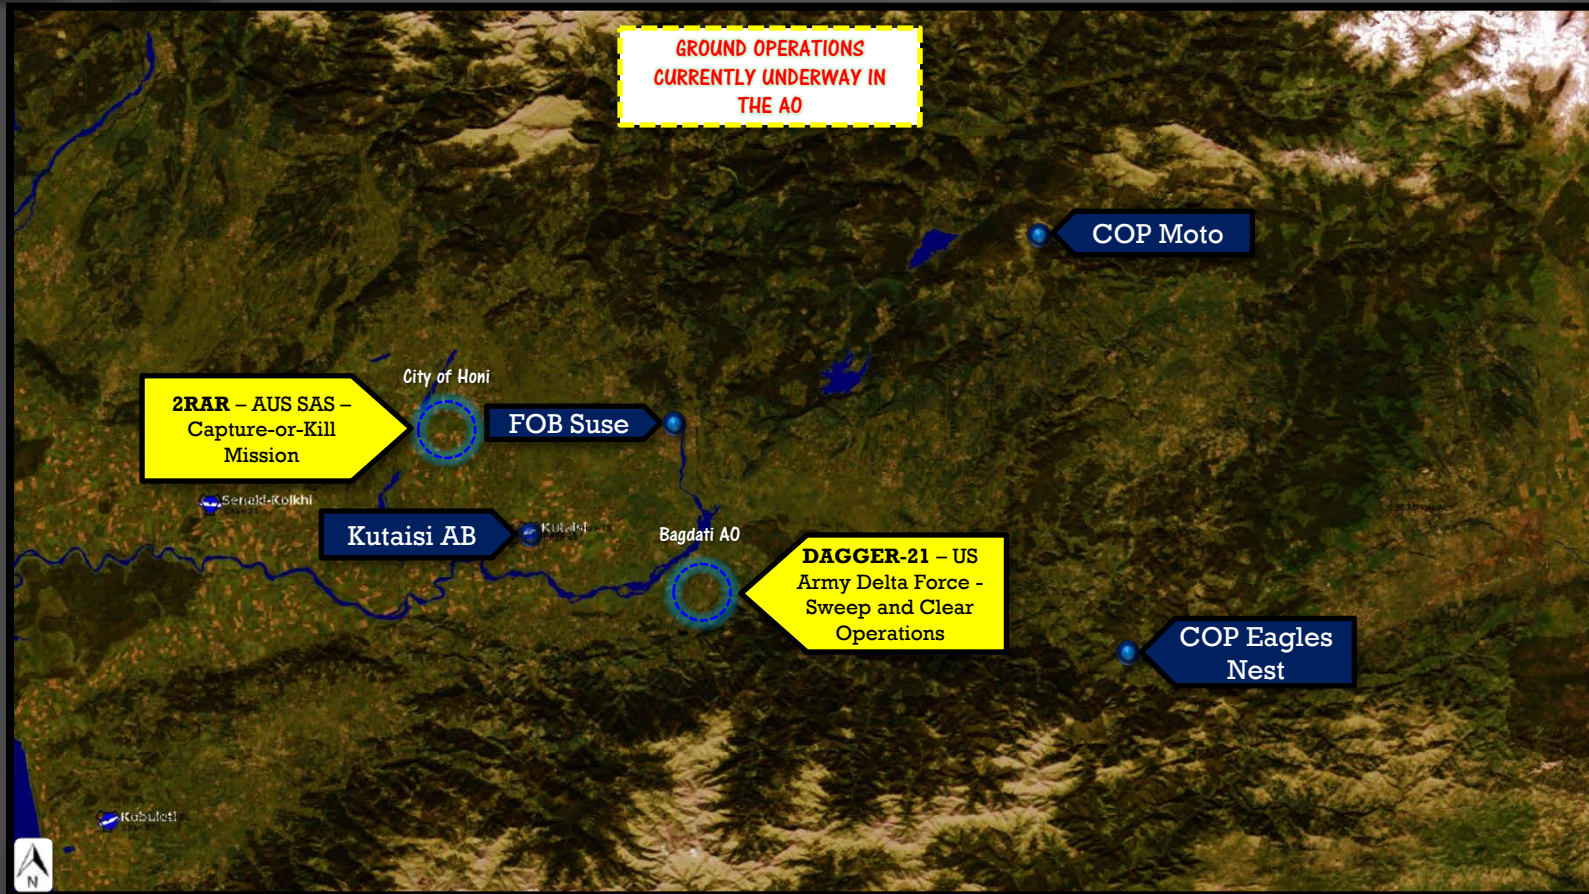 GROUND OPERATIONS
CURRENTLY UNDERWAY IN
THE AO
COP Moto
City of Honi
2RAR – AUS SAS –
Capture-or-Kill
Mission
FOB Suse
Senaki-Kolkhi
Kutaisi AB
Kutaisi
Bagdati AO
DAGGER-21 – US
Army Delta Force -
Sweep and Clear
Operations
COP Eagles
Nest
Kobuleti
N